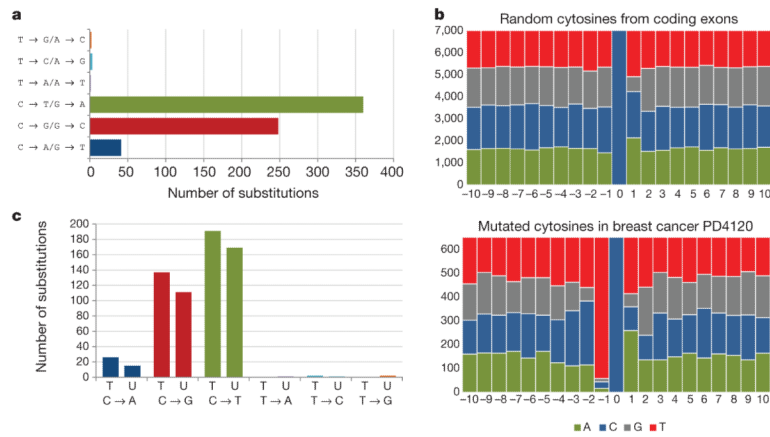 a
T → G/A → C
T → C/A → G
T → A/A → T
C → T/G → A
C → G/G → C
C → A/G → T
0 50 100 150 200 250 300 350 400
Number of substitutions
b
Random cytosines from coding exons
7,000
6,000
5,000
4,000
3,000
2,000
1,000
0
-10 -9 -8 -7 -6 -5 -4 -3 -2 -1 0 1 2 3 4 5 6 7 8 9 10
Mutated cytosines in breast cancer PD4120
600
500
400
300
200
100
0
-10 -9 -8 -7 -6 -5 -4 -3 -2 -1 0 1 2 3 4 5 6 7 8 9 10
A C G T
c
Number of substitutions
200
180
160
140
120
100
80
60
40
20
0
T U T U T U T U T U T U
C → A C → G C → T T → A T → C T → G